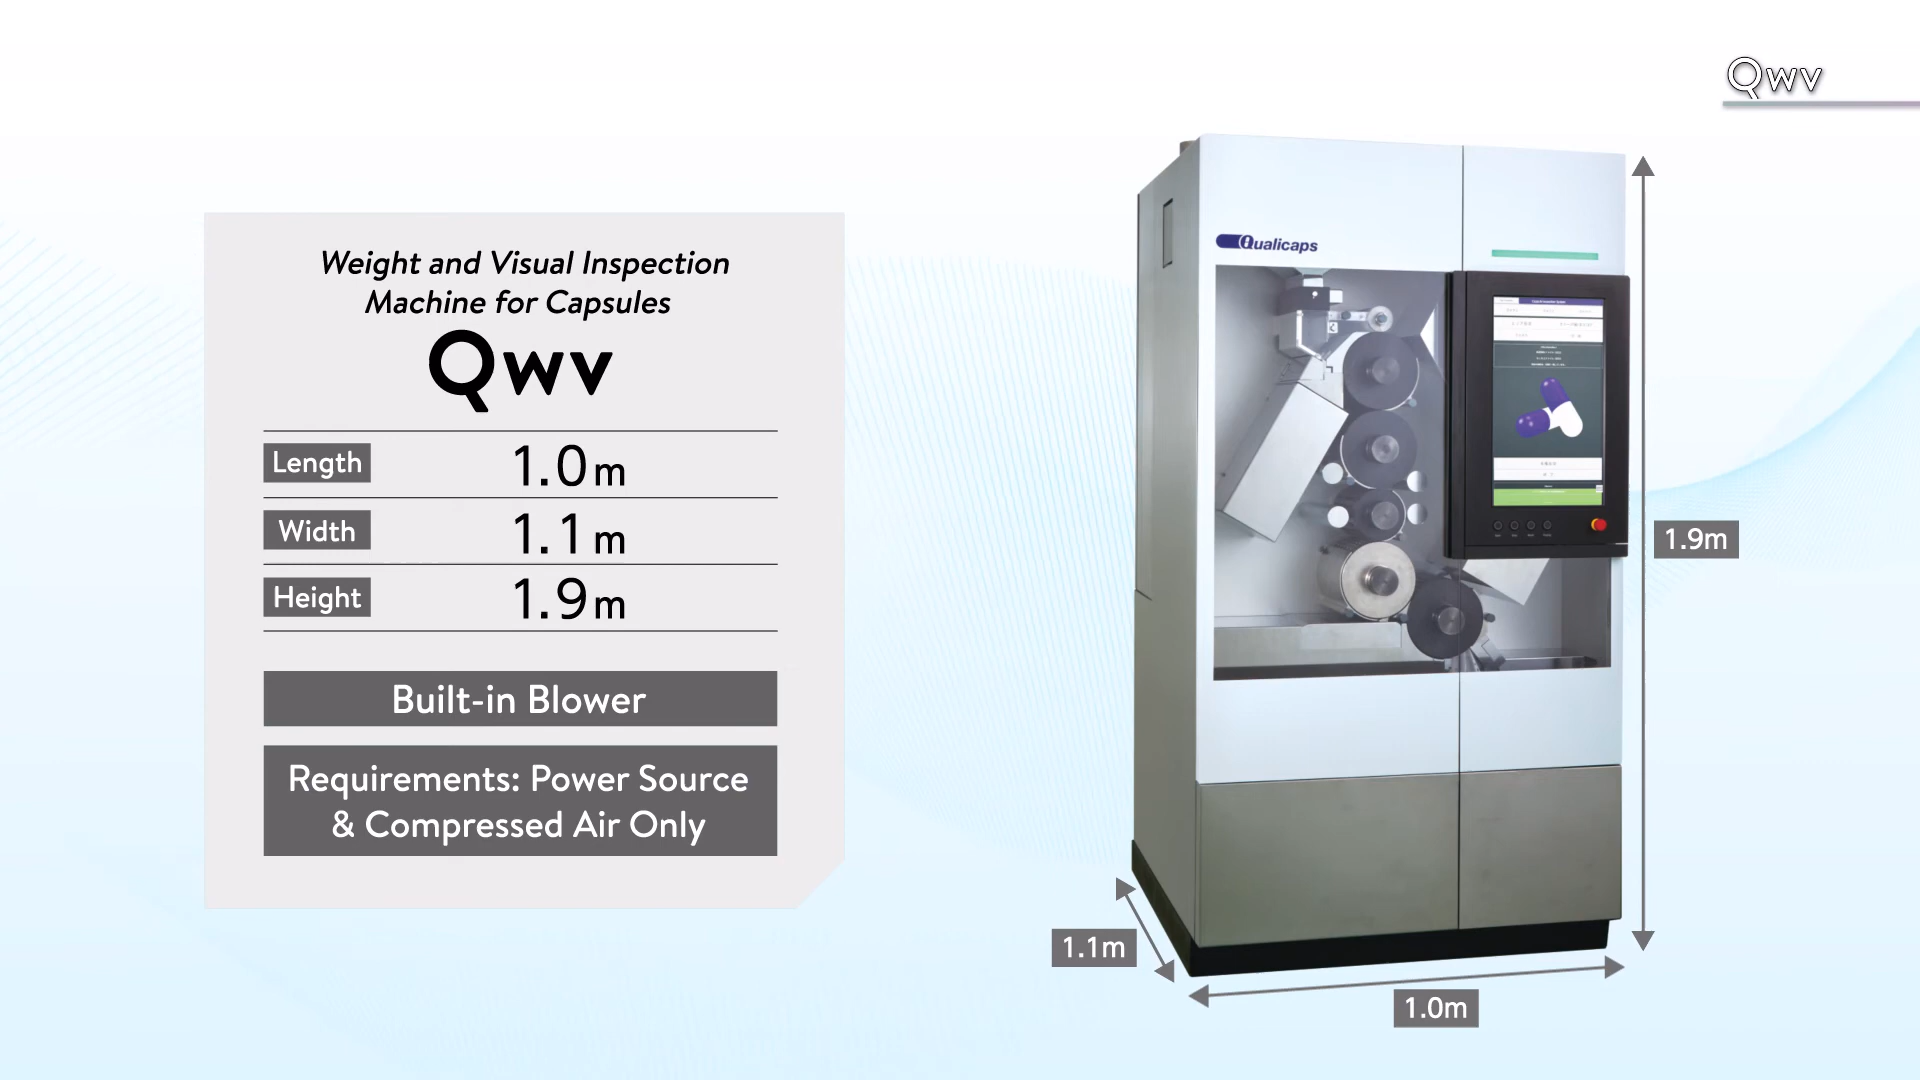 Qwv
Weight and Visual Inspection
Machine for Capsules
Qwv
Length 1.0m
Width 1.1m
Height 1.9m
Built-in Blower
Requirements: Power Source
& Compressed Air Only
Qualicaps
1.9m
1.1m
1.0m